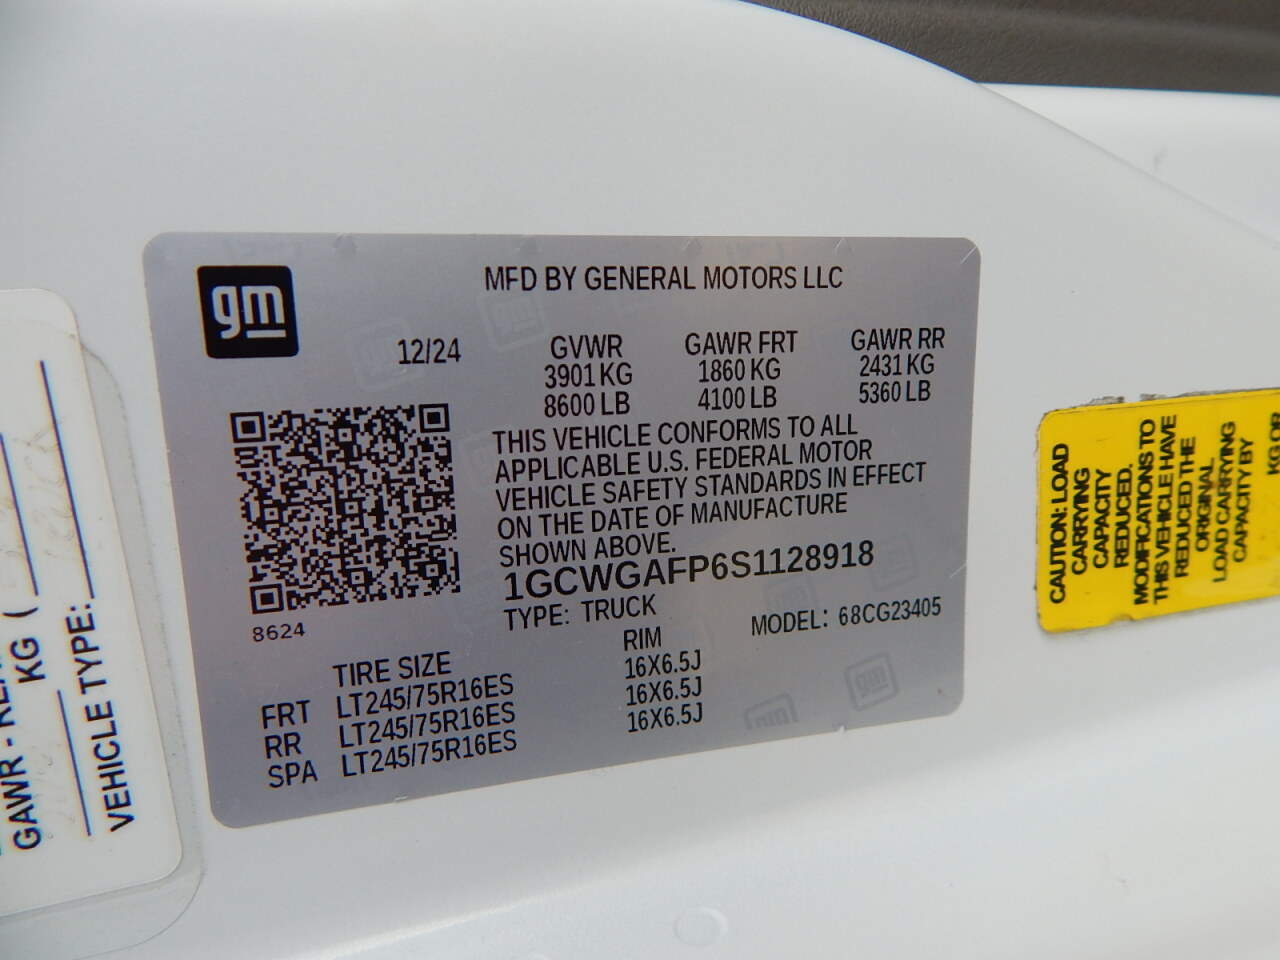 gm
MFD BY GENERAL MOTORS LLC
12/24
GVWR GAWR FRT GAWR RR
3901 KG 1860 KG 2431 KG
8600 LB 4100 LB 5360 LB
THIS VEHICLE CONFORMS TO ALL
APPLICABLE U.S. FEDERAL MOTOR
VEHICLE SAFETY STANDARDS IN EFFECT
ON THE DATE OF MANUFACTURE
SHOWN ABOVE.
1GCWGAFP6S1128918
TYPE: TRUCK MODEL: 68CG23405
8624
TIRE SIZE RIM
FRT LT245/75R16ES 16X6.5J
RR LT245/75R16ES 16X6.5J
SPA LT245/75R16ES 16X6.5J
GAWR -
KG (
VEHICLE TYPE:
CAUTION: LOAD
CARRYING
CAPACITY
REDUCED.
MODIFICATIONS TO
THIS VEHICLE HAVE
REDUCED THE
ORIGINAL
LOAD CARRYING
CAPACITY BY
KG OR